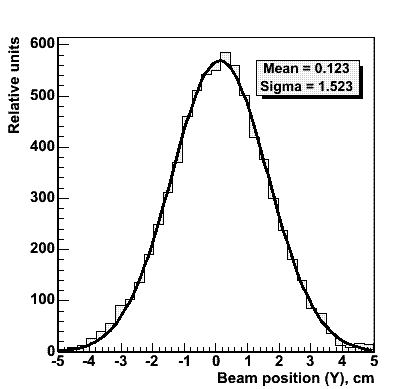 Relative units
600
500
400
300
200
100
0
Mean = 0.123
Sigma = 1.523
-5 -4 -3 -2 -1 0 1 2 3 4 5
Beam position (Y), cm